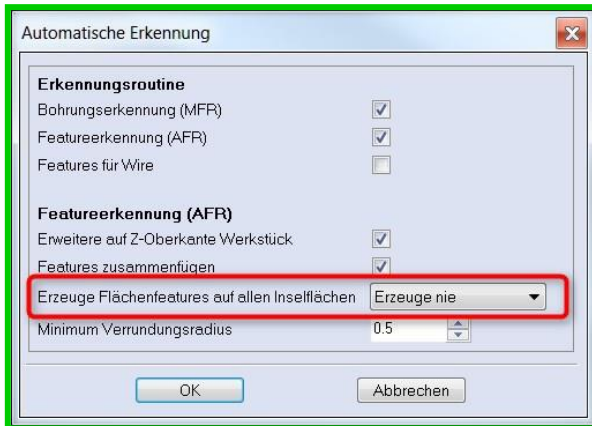 Automatische Erkennung
Erkennungsroutine
Bohrungserkennung (MFR)
Featureerkennung (AFR)
Features für Wire
Featureerkennung (AFR)
Erweitere auf Z-Oberkante Werkstück
Features zusammenfügen
Erzeuge Flächenfeatures auf allen Inselflächen Erzeuge nie
Minimum Verrundungsradius 0.5
OK Abbrechen